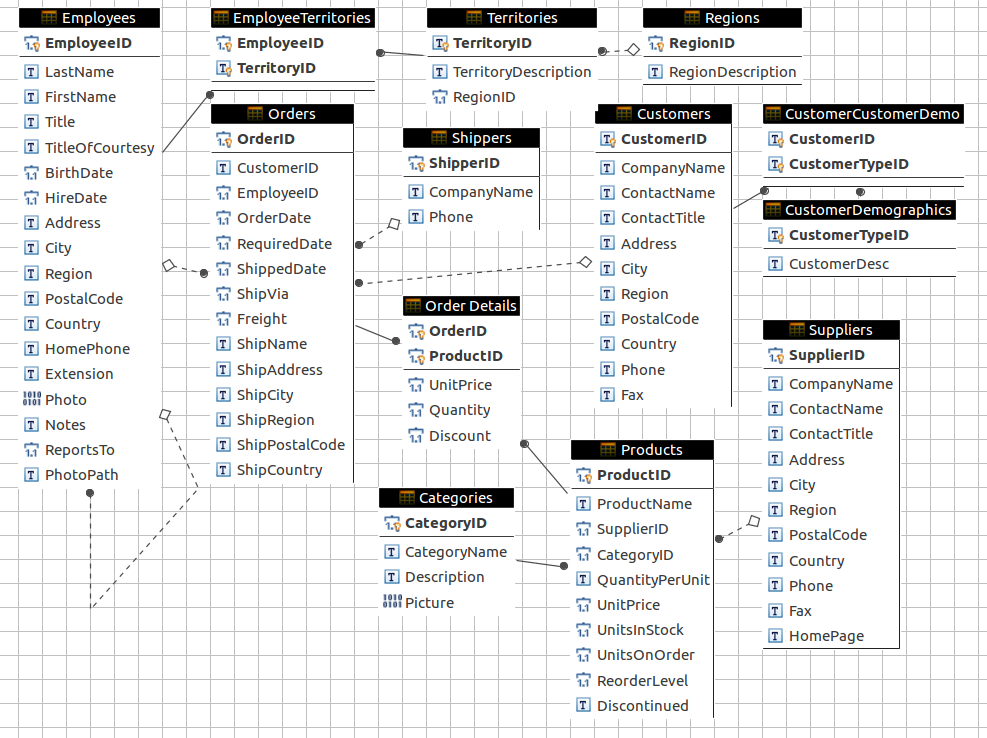 Employees
EmployeeID
LastName
FirstName
Title
TitleOfCourtesy
BirthDate
HireDate
Address
City
Region
PostalCode
Country
HomePhone
Extension
Photo
Notes
ReportsTo
PhotoPath
EmployeeTerritories
EmployeeID
TerritoryID
Orders
OrderID
CustomerID
EmployeeID
OrderDate
RequiredDate
ShippedDate
ShipVia
Freight
ShipName
ShipAddress
ShipCity
ShipRegion
ShipPostalCode
ShipCountry
Territories
TerritoryID
TerritoryDescription
RegionID
Regions
RegionID
RegionDescription
Shippers
ShipperID
CompanyName
Phone
Order Details
OrderID
ProductID
UnitPrice
Quantity
Discount
Categories
CategoryID
CategoryName
Description
Picture
Customers
CustomerID
CompanyName
ContactName
ContactTitle
Address
City
Region
PostalCode
Country
Phone
Fax
Products
ProductID
ProductName
SupplierID
CategoryID
QuantityPerUnit
UnitPrice
UnitsInStock
UnitsOnOrder
ReorderLevel
Discontinued
CustomerCustomerDemo
CustomerID
CustomerTypeID
CustomerDemographics
CustomerTypeID
CustomerDesc
Suppliers
SupplierID
CompanyName
ContactName
ContactTitle
Address
City
Region
PostalCode
Country
Phone
Fax
HomePage